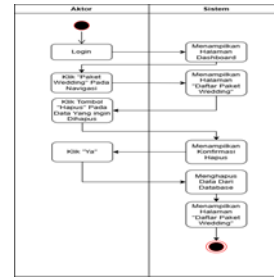 Aktor
Sistem
Login
Menampilkan
Halaman
Dashboard
Klik "Paket
Wedding" Pada
Navigasi
Menampilkan
Halaman
"Daftar Paket
Wedding"
Klik Tombol
"Hapus" Pada
Data Yang Ingin
Dihapus
Menampilkan
Konfirmasi
Hapus
Klik "Ya"
Menghapus
Data Dari
Database
Menampilkan
Halaman
"Daftar Paket
Wedding"